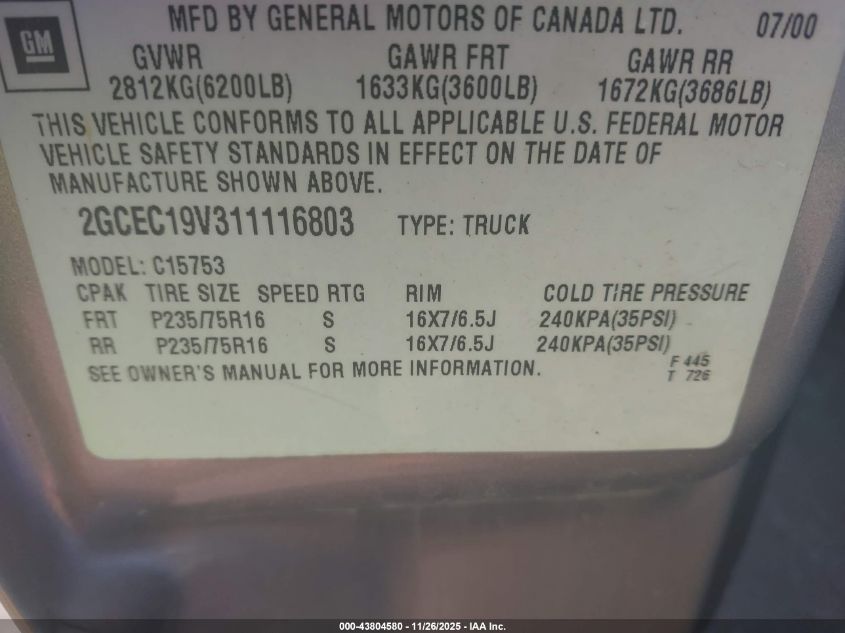 GM
MFD BY GENERAL MOTORS OF CANADA LTD. 07/00
GVWR GAWR FRT GAWR RR
2812KG(6200LB) 1633KG(3600LB) 1672KG(3686LB)
THIS VEHICLE CONFORMS TO ALL APPLICABLE U.S. FEDERAL MOTOR
VEHICLE SAFETY STANDARDS IN EFFECT ON THE DATE OF
MANUFACTURE SHOWN ABOVE.
2GCEC19V311116803 TYPE: TRUCK
MODEL: C15753
CPAK TIRE SIZE SPEED RTG RIM COLD TIRE PRESSURE
FRT P235/75R16 S 16X7/6.5J 240KPA(35PSI)
RR P235/75R16 S 16X7/6.5J 240KPA(35PSI)
SEE OWNER'S MANUAL FOR MORE INFORMATION.
F 445
T 726
000-43804580 - 11/26/2025 - IAA Inc.